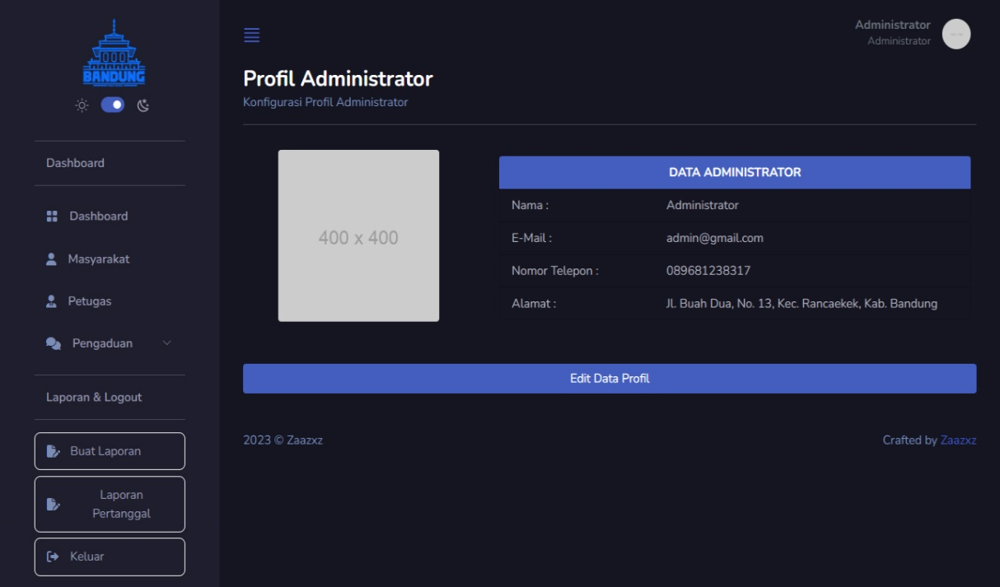 BANDUNG
Dashboard
Dashboard
Masyarakat
Petugas
Pengaduan
Laporan & Logout
Buat Laporan
Laporan
Pertanggal
Keluar
Administrator
Administrator
Profil Administrator
Konfigurasi Profil Administrator
400 x 400
DATA ADMINISTRATOR
Nama : Administrator
E-Mail : admin@gmail.com
Nomor Telepon : 089681238317
Alamat : Jl. Buah Dua, No. 13, Kec. Rancaekek, Kab. Bandung
Edit Data Profil
2023 © Zaazxz
Crafted by Zaazxz